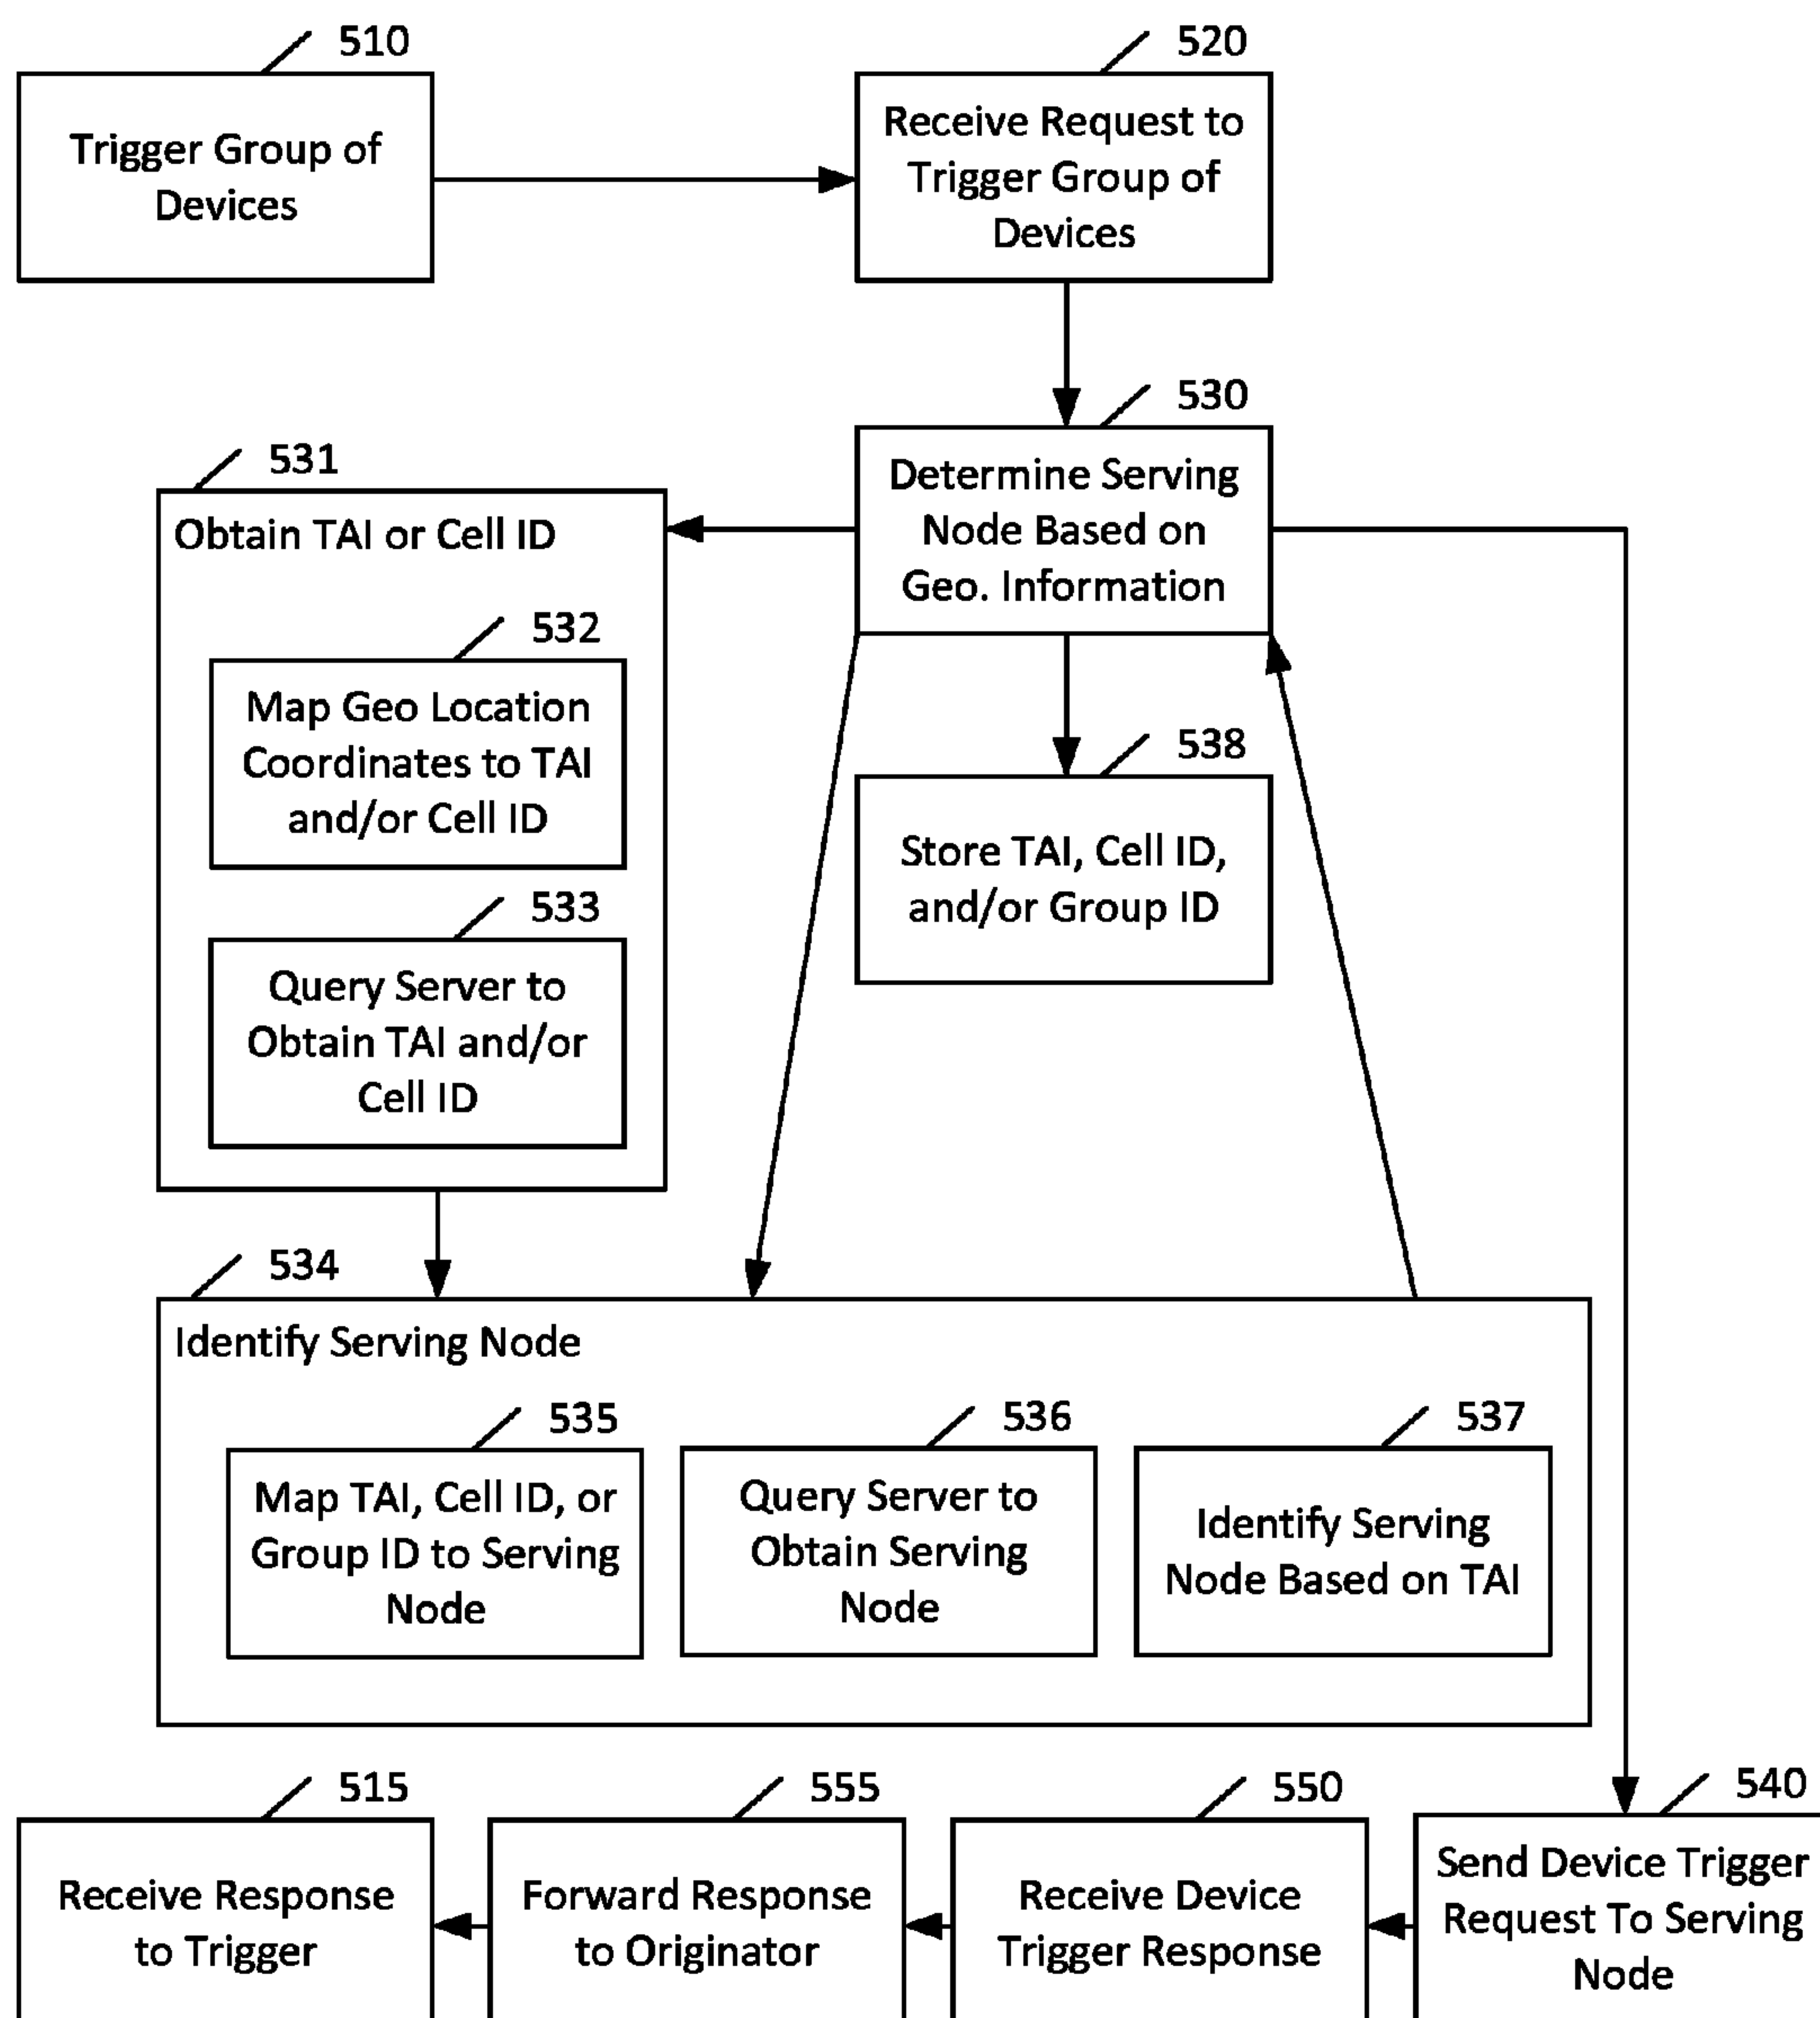 510
Trigger Group of
Devices
520
Receive Request to
Trigger Group of
Devices
530
Determine Serving
Node Based on
Geo. Information
531
Obtain TAI or Cell ID
532
Map Geo Location
Coordinates to TAI
and/or Cell ID
533
Query Server to
Obtain TAI and/or
Cell ID
538
Store TAI, Cell ID,
and/or Group ID
534
Identify Serving Node
535
Map TAI, Cell ID, or
Group ID to Serving
Node
536
Query Server to
Obtain Serving
Node
537
Identify Serving
Node Based on TAI
515
Receive Response
to Trigger
555
Forward Response
to Originator
550
Receive Device
Trigger Response
540
Send Device Trigger
Request To Serving
Node